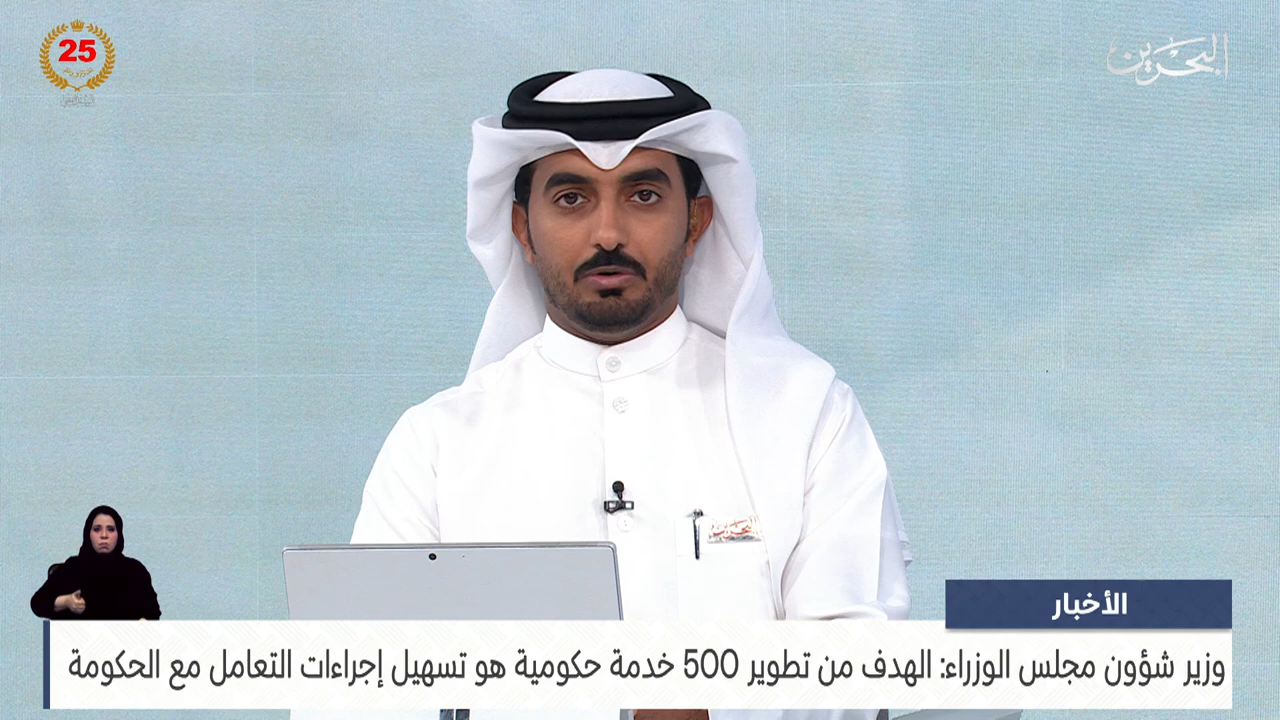 25
البحرين
البحرين
الأخبار
وزير شؤون مجلس الوزراء: الهدف من تطوير 500 خدمة حكومية هو تسهيل إجراءات التعامل مع الحكومة